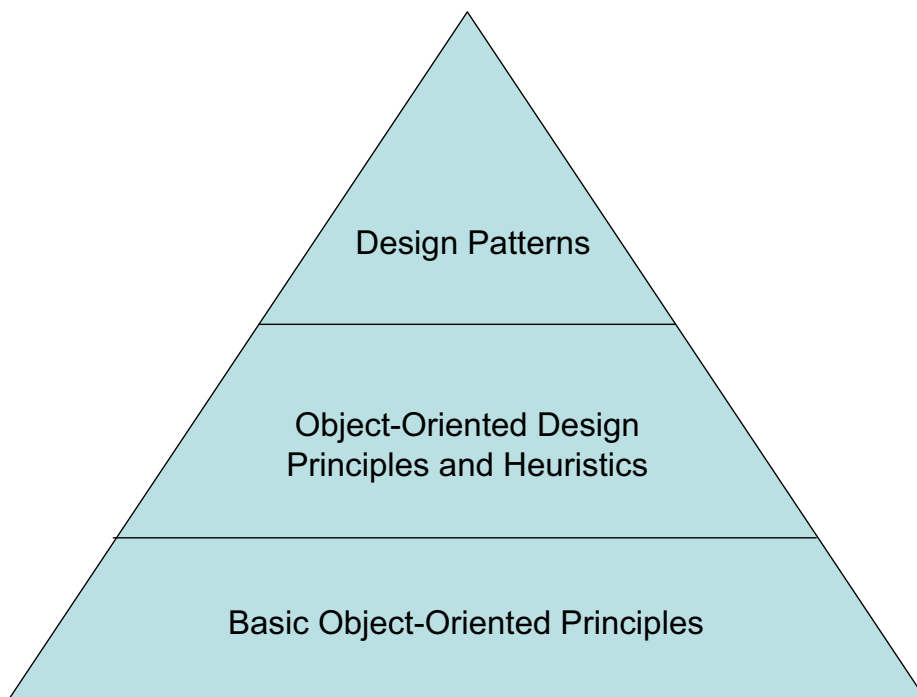 Design Patterns
Object-Oriented Design
Principles and Heuristics
Basic Object-Oriented Principles